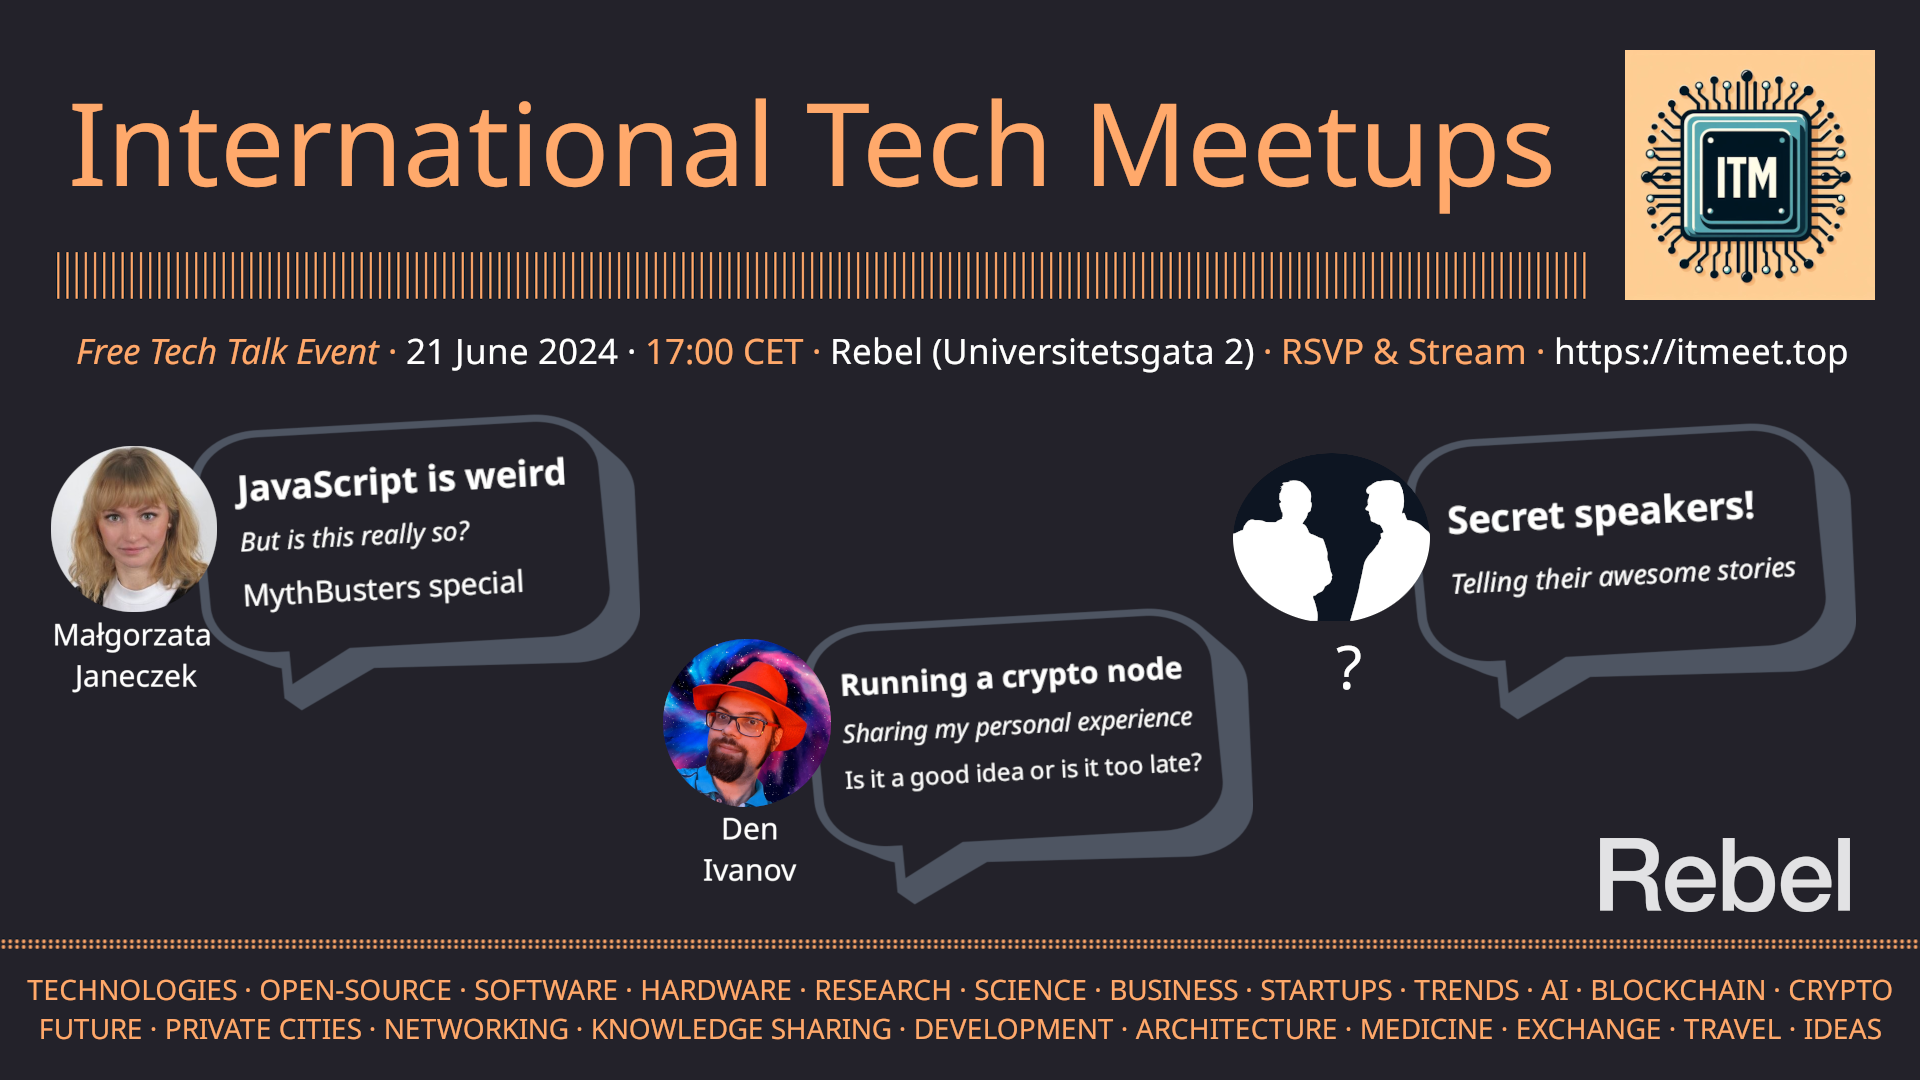 International Tech Meetups
ITM
Free Tech Talk Event · 21 June 2024 · 17:00 CET · Rebel (Universitetsgata 2) · RSVP & Stream · https://itmeet.top
JavaScript is weird
But is this really so?
MythBusters special
Małgorzata
Janeczek
Running a crypto node
Sharing my personal experience
Is it a good idea or is it too late?
Den
Ivanov
Secret speakers!
Telling their awesome stories
?
Rebel
TECHNOLOGIES · OPEN-SOURCE · SOFTWARE · HARDWARE · RESEARCH · SCIENCE · BUSINESS · STARTUPS · TRENDS · AI · BLOCKCHAIN · CRYPTO
FUTURE · PRIVATE CITIES · NETWORKING · KNOWLEDGE SHARING · DEVELOPMENT · ARCHITECTURE · MEDICINE · EXCHANGE · TRAVEL · IDEAS